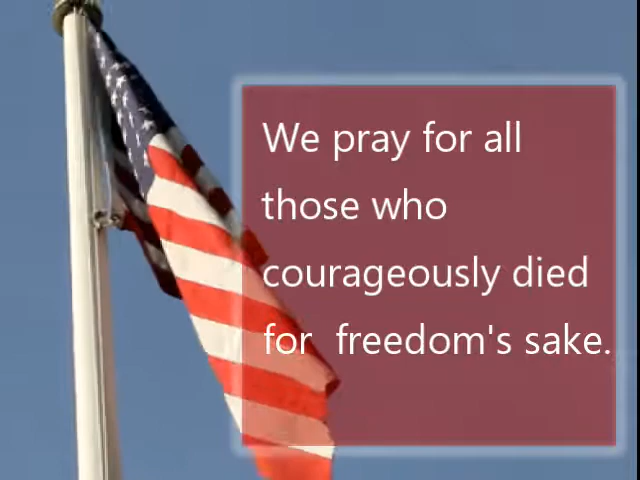 We pray for all
those who
courageously died
for  freedom's sake.